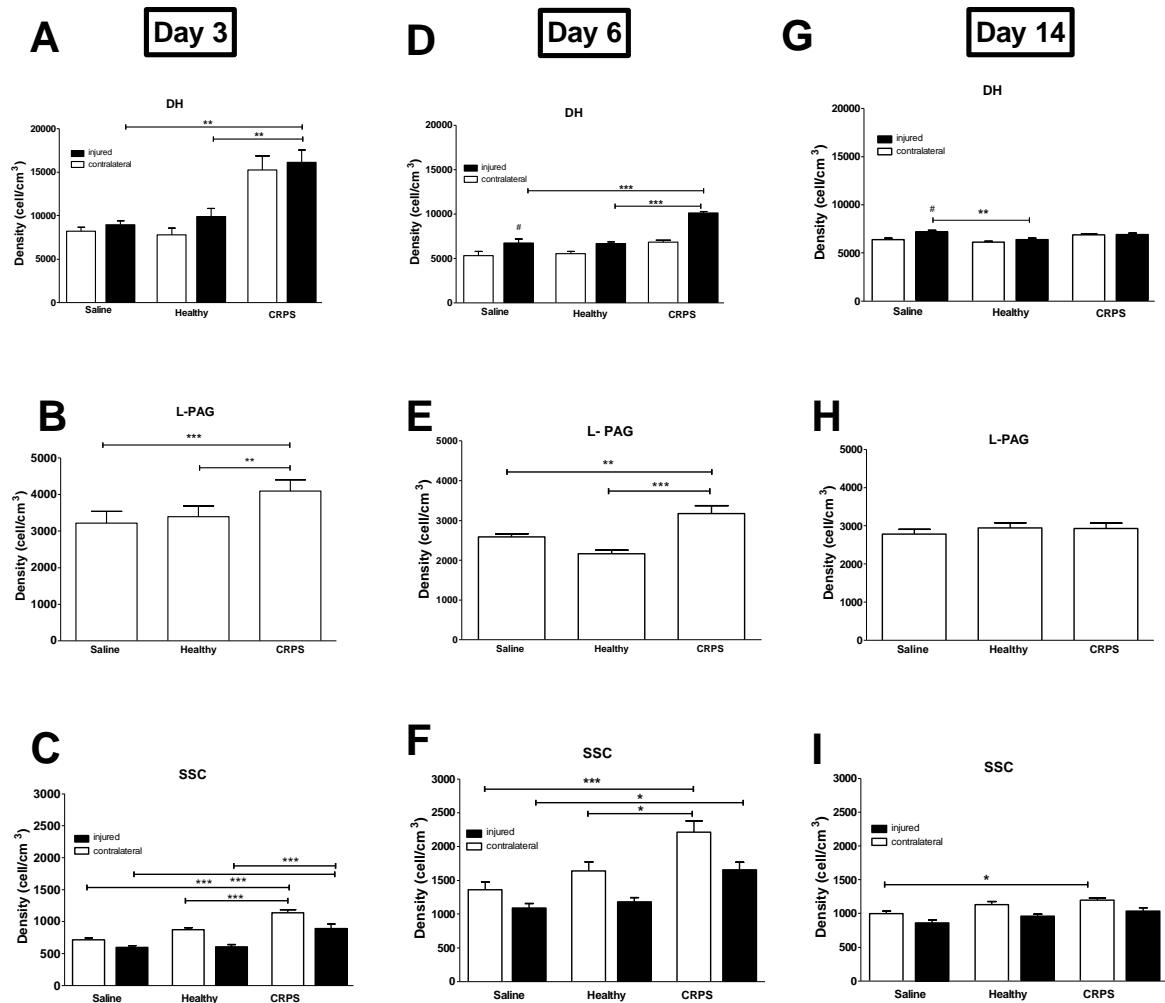 A
Day 3
D
Day 6
G
Day 14
DH
**
**
20000
15000
10000
5000
0
Density (cell/cm³)
injured
contralateral
Saline
Healthy
CRPS
DH
***
***
#
20000
15000
10000
5000
0
Density (cell/cm³)
injured
contralateral
Saline
Healthy
CRPS
DH
#
**
20000
15000
10000
5000
0
Density (cell/cm³)
injured
contralateral
Saline
Healthy
CRPS
B
L-PAG
***
**
5000
4000
3000
2000
1000
0
Density (cell/cm³)
Saline
Healthy
CRPS
E
L- PAG
**
***
5000
4000
3000
2000
1000
0
Density (cell/cm³)
Saline
Healthy
CRPS
H
L-PAG
5000
4000
3000
2000
1000
0
Density (cell/cm³)
Saline
Healthy
CRPS
C
SSC
3000
2500
2000
1500
1000
500
0
Density (cell/cm³)
injured
contralateral
***
***
***
***
Saline
Healthy
CRPS
F
SSC
***
*
*
3000
2500
2000
1500
1000
500
0
Density (cell/cm³)
injured
contralateral
Saline
Healthy
CRPS
I
SSC
*
3000
2500
2000
1500
1000
500
0
Density (cell/cm³)
injured
contralateral
Saline
Healthy
CRPS